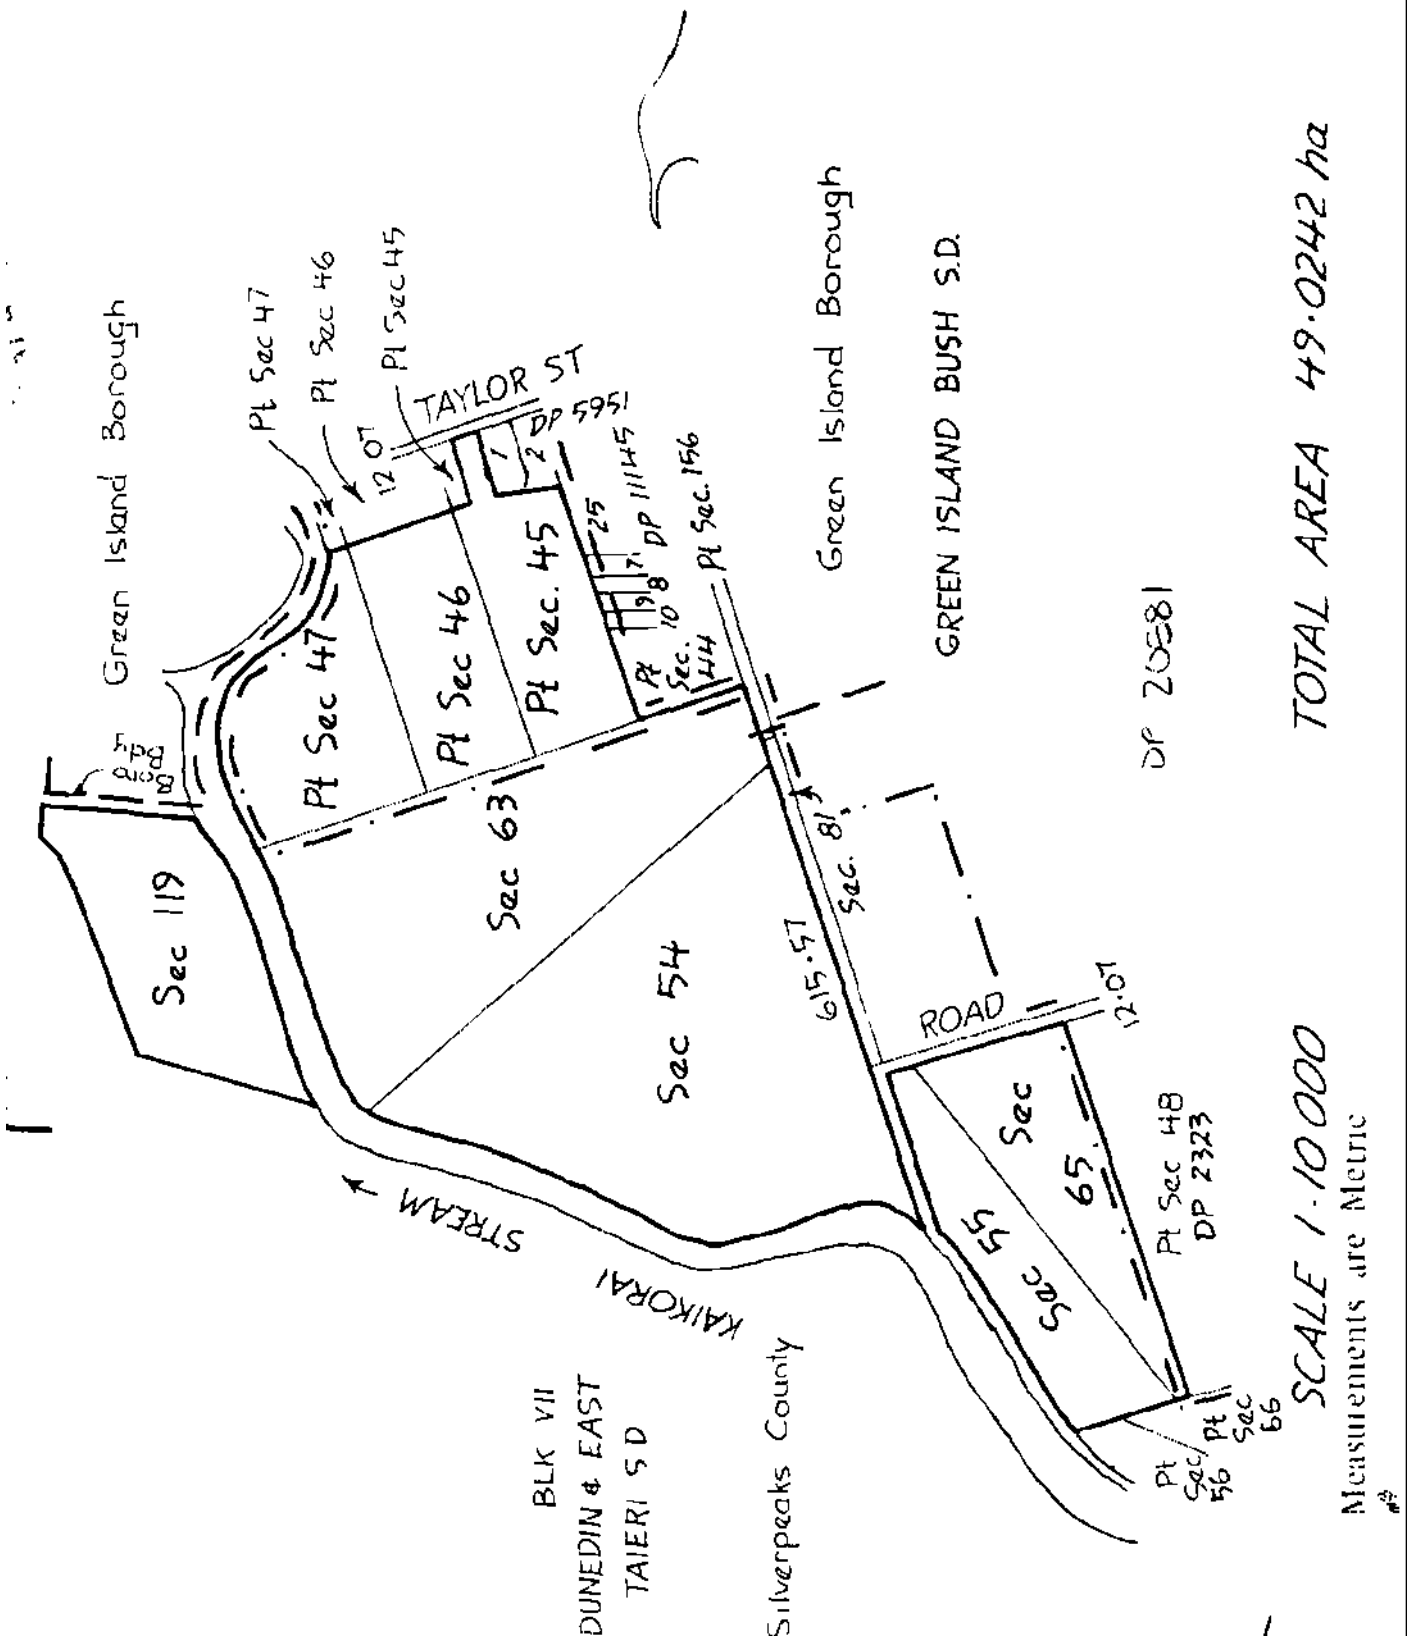 Green Island Borough
Boro
Bdy
Pt Sec 47
Pt Sec 46
Pt Sec 45
12.07
TAYLOR ST
Sec 119
Pt Sec 47
Pt Sec 46
Pt Sec. 45
1
2
DP 5951
25
7
8
9
10
DP 11145
Pt
Sec.
44
Pt Sec. 156
Sec 63
Sec 54
615.57
Sec. 81
Green Island Borough
GREEN ISLAND BUSH S.D.
ROAD
12.07
Sec 55
Sec
65
Pt Sec 48
DP 2323
Pt
Sec
56
Pt
Sec
66
KAIKORAI
STREAM
BLK VII
DUNEDIN & EAST
TAIERI S D
Silverpeaks County
TOTAL AREA 49.0242 ha
SCALE 1:10000
Measurements are Metric